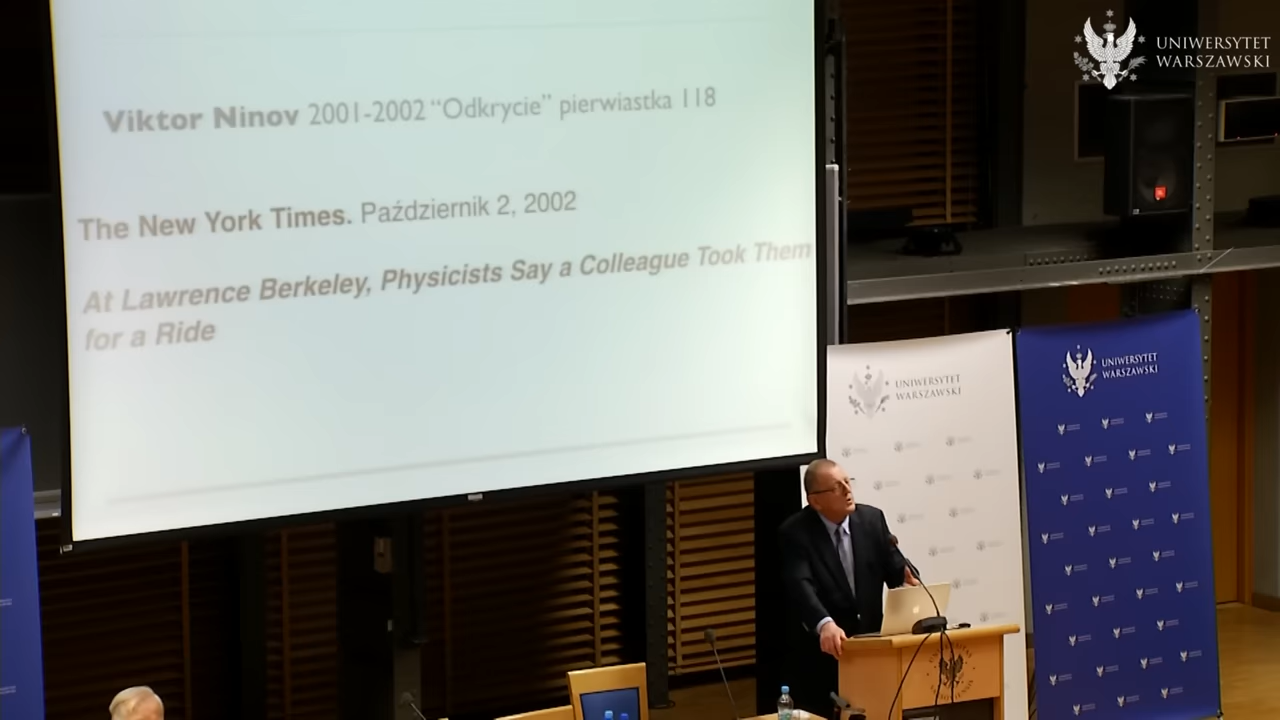 UNIWERSYTET
WARSZAWSKI
Viktor Ninov 2001-2002 “Odkrycie” pierwiastka 118
The New York Times. Październik 2, 2002
At Lawrence Berkeley, Physicists Say a Colleague Took Them
for a Ride
UNIWERSYTET
WARSZAWSKI
UNIWERSYTET
WARSZAWSKI